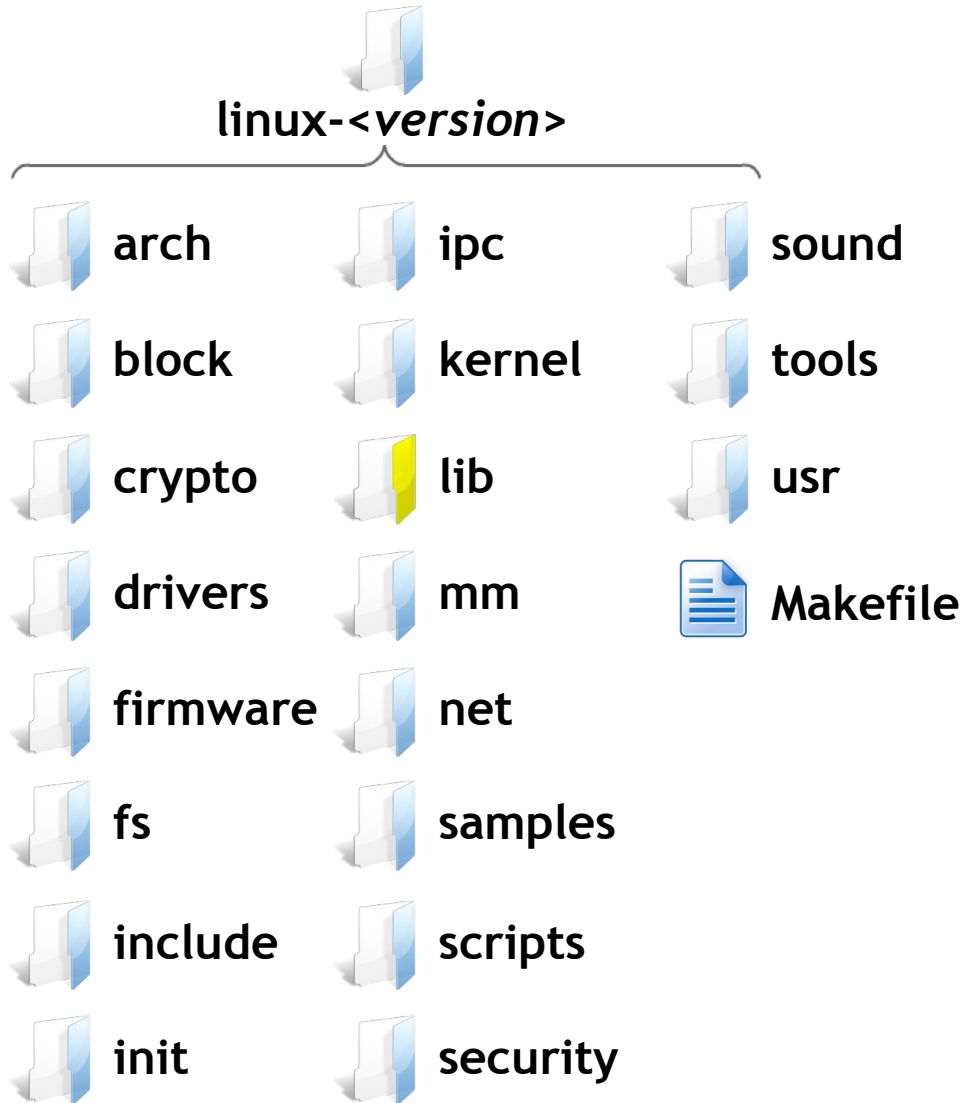 linux-<version>
arch
block
crypto
drivers
firmware
fs
include
init
ipc
kernel
lib
mm
net
samples
scripts
security
sound
tools
usr
Makefile